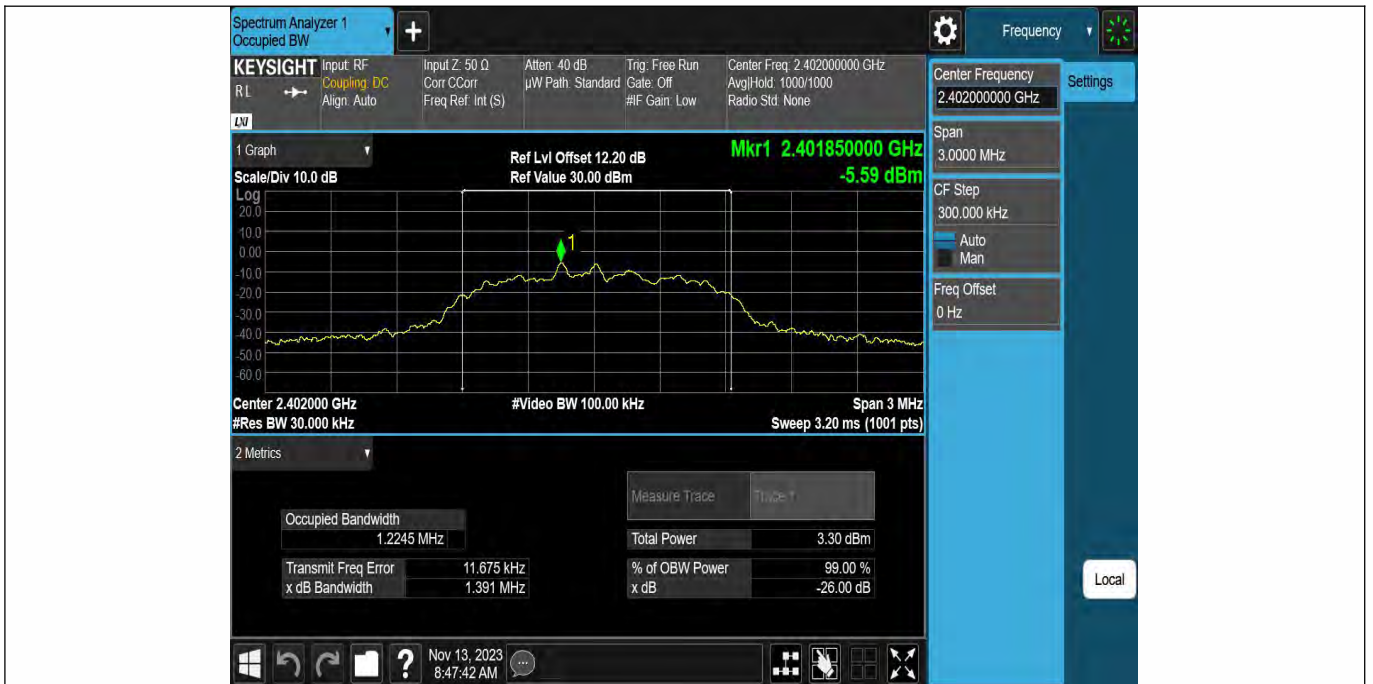 Spectrum Analyzer 1
Occupied BW
+
Frequency
KEYSIGHT
RL
LXI
Input: RF
Coupling: DC
Align: Auto
Input Z: 50 Ω
Corr CCorr
Freq Ref: Int (S)
Atten: 40 dB
µW Path: Standard
Trig: Free Run
Gate: Off
#IF Gain: Low
Center Freq: 2.402000000 GHz
Avg|Hold: 1000/1000
Radio Std: None
Center Frequency
2.402000000 GHz
Settings
Span
3.0000 MHz
CF Step
300.000 kHz
Auto
Man
Freq Offset
0 Hz
Local
1 Graph
Scale/Div 10.0 dB
Ref Lvl Offset 12.20 dB
Ref Value 30.00 dBm
Mkr1 2.401850000 GHz
-5.59 dBm
Log
20.0
10.0
0.00
-10.0
-20.0
-30.0
-40.0
-50.0
-60.0
1
Center 2.402000 GHz
#Video BW 100.00 kHz
Span 3 MHz
#Res BW 30.000 kHz
Sweep 3.20 ms (1001 pts)
2 Metrics
Measure Trace
Trace 1
Occupied Bandwidth
1.2245 MHz
Total Power
3.30 dBm
Transmit Freq Error
11.675 kHz
% of OBW Power
99.00 %
x dB Bandwidth
1.391 MHz
x dB
-26.00 dB
?
Nov 13, 2023
8:47:42 AM